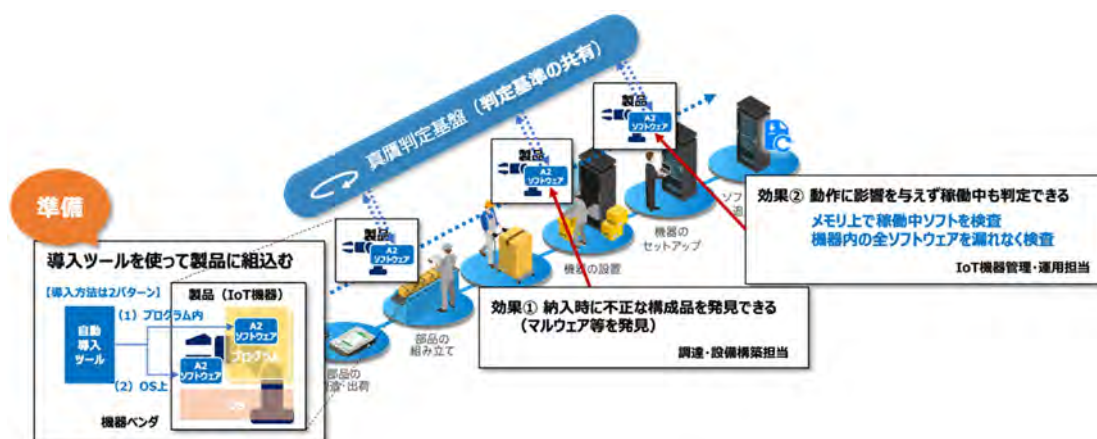 真贋判定基盤（判定基準の共有）
準備
導入ツールを使って製品に組込む
【導入方法は2パターン】
製品（IoT機器）
（1）プログラム内
自動
導入
ツール
A2
ソフトウェア
プログラム
A2
ソフトウェア
（2）OS上
OS
機器ベンダ
製品
A2
ソフトウェア
製品
A2
ソフトウェア
製品
A2
ソフトウェア
部品の
・出荷
部品の
組み立て
機器の設置
機器の
セットアップ
ソフ
効果① 納入時に不正な構成品を発見できる
（マルウェア等を発見）
調達・設備構築担当
効果② 動作に影響を与えず稼働中も判定できる
メモリ上で稼働中ソフトを検査
機器内の全ソフトウェアを漏れなく検査
IoT機器管理・運用担当